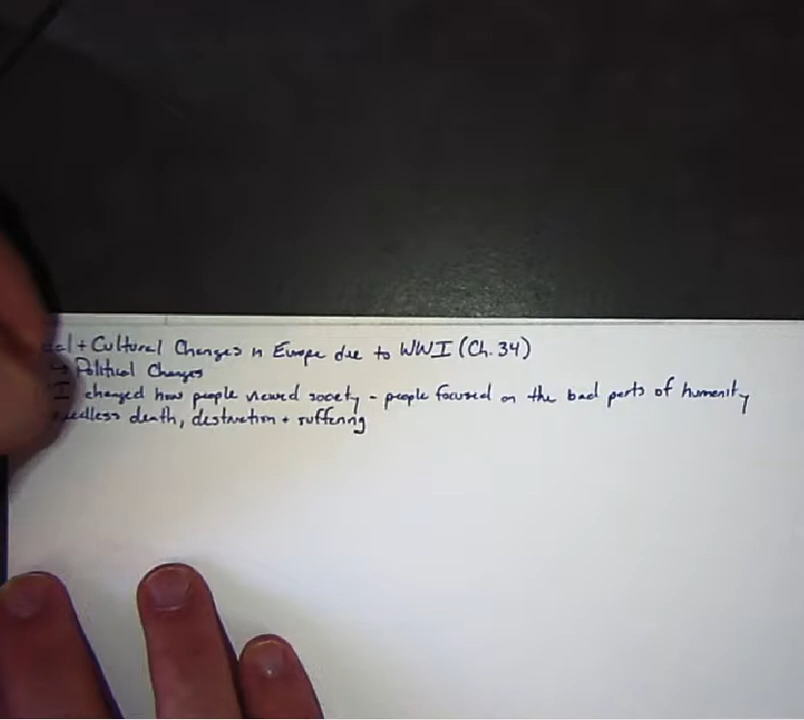 + Cultural Changes in Europe due to WWI (Ch. 34)
↳ Political Changes
changed how people viewed society - people focused on the bad parts of humanity
death, destruction + suffering